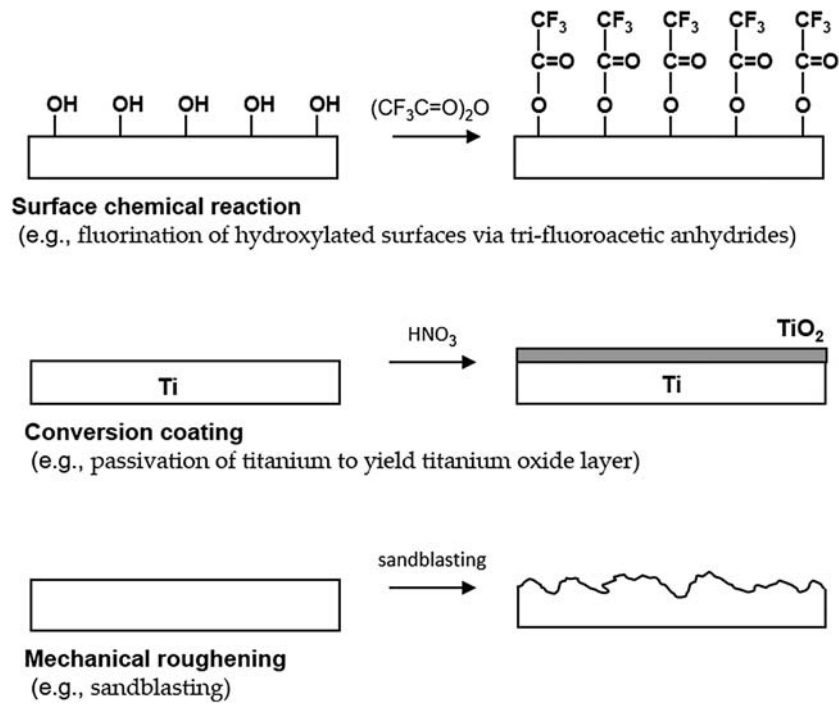 CF3 CF3 CF3 CF3 CF3
C=O C=O C=O C=O C=O
OH OH OH OH OH (CF3C=O)2O O O O O O
Surface chemical reaction
(e.g., fluorination of hydroxylated surfaces via tri-fluoroacetic anhydrides)
HNO3 TiO2
Ti Ti
Conversion coating
(e.g., passivation of titanium to yield titanium oxide layer)
sandblasting
Mechanical roughening
(e.g., sandblasting)